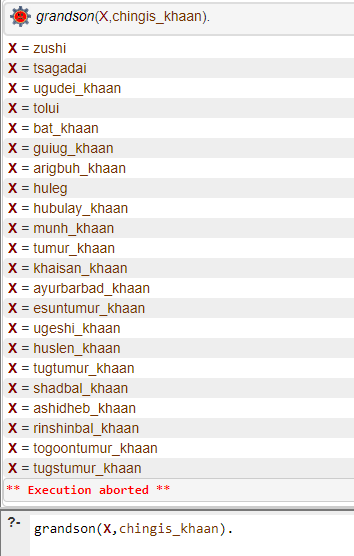 grandson(X,chingis_khaan).
X = zushi
X = tsagadai
X = ugudei_khaan
X = tolui
X = bat_khaan
X = guiug_khaan
X = arigbuh_khaan
X = huleg
X = hubulay_khaan
X = munh_khaan
X = tumur_khaan
X = khaisan_khaan
X = ayurbarbad_khaan
X = esuntumur_khaan
X = ugeshi_khaan
X = huslen_khaan
X = tugtumur_khaan
X = shadbal_khaan
X = ashidheb_khaan
X = rinshinbal_khaan
X = togoontumur_khaan
X = tugstumur_khaan
** Execution aborted **
?- grandson(X,chingis_khaan).